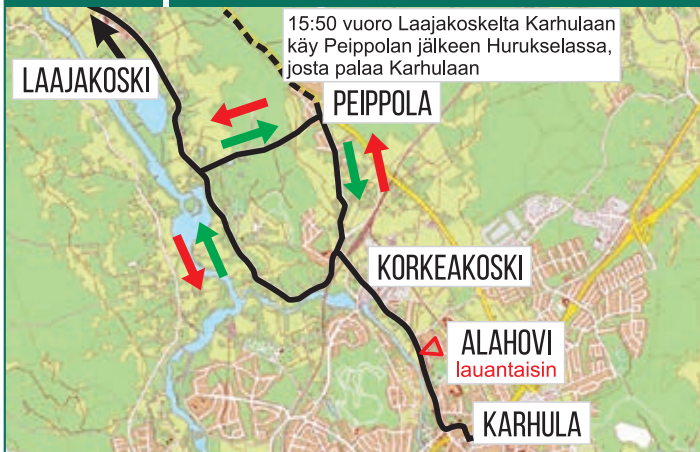 15:50 vuoro Laajakoskelta Karhulaan
käy Peippolan jälkeen Hurukselassa,
josta palaa Karhulaan
LAAJAKOSKI
PEIPPOLA
KORKEAKOSKI
ALAHOVI
lauantaisin
KARHULA